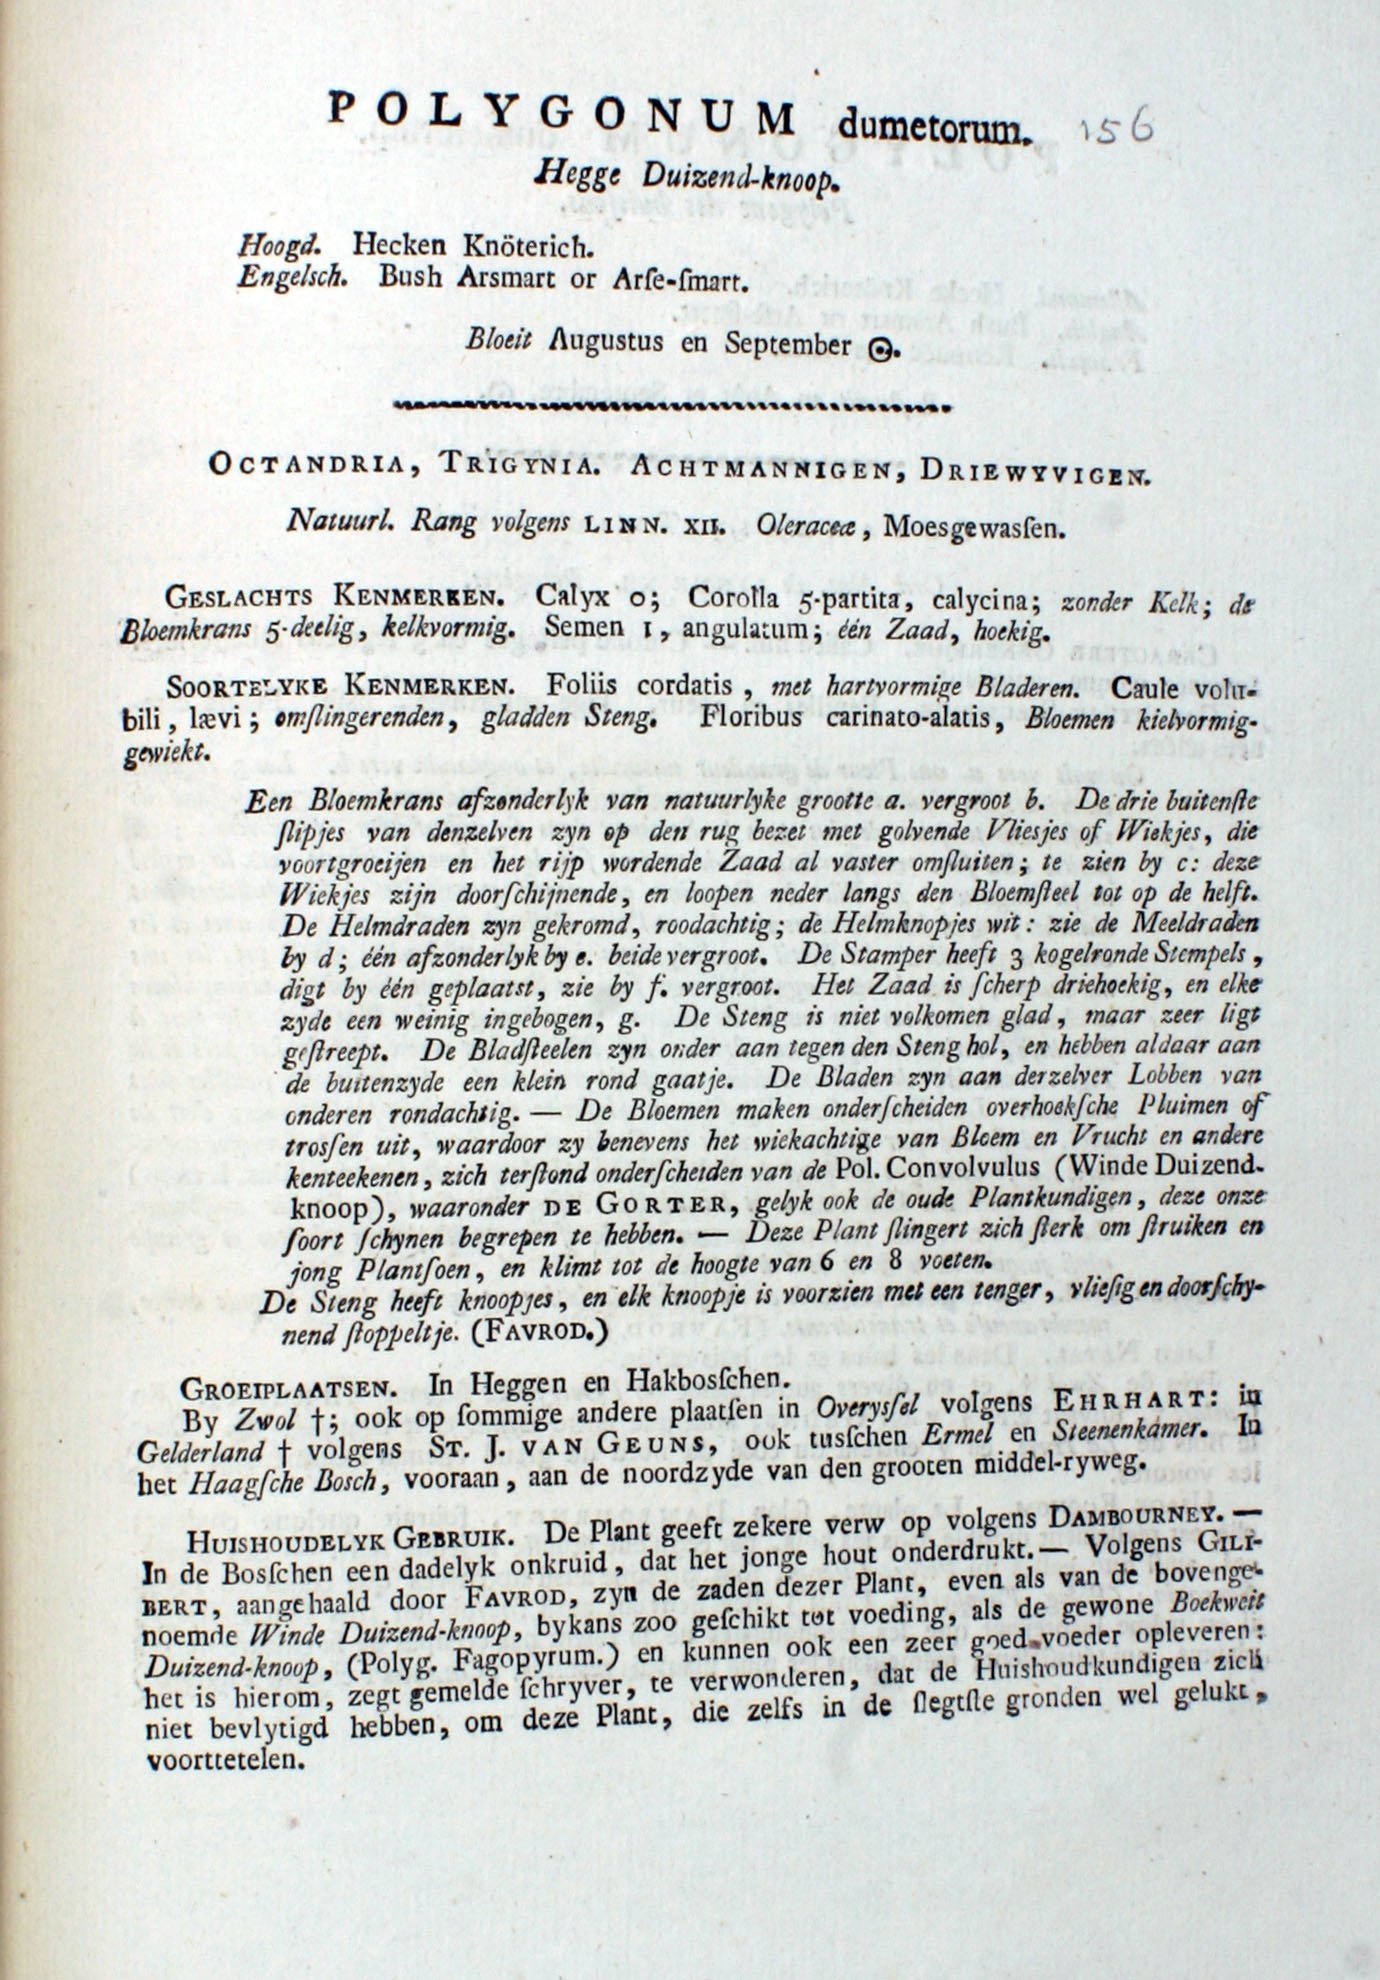 POLYGONUM dumetorum. 156
Hegge Duizend-knoop.
Hoogd. Hecken Knöterich.
Engelsch. Bush Arsmart or Arſe-ſmart.
Bloeit Augustus en September ☉.
OCTANDRIA, TRIGYNIA. ACHTMANNIGEN, DRIEWYVIGEN.
Natuurl. Rang volgens LINN. XII. Oleraceæ, Moesgewasſen.
GESLACHTS KENMERKEN. Calyx 0; Corolla 5-partita, calycina; zonder Kelk; de
Bloemkrans 5-deelig, kelkvormig. Semen 1, angulatum; één Zaad, hoekig.
SOORTELYKE KENMERKEN. Foliis cordatis, met hartvormige Bladeren. Caule volu-
bili, lævi; omſlingerenden, gladden Steng. Floribus carinato-alatis, Bloemen kielvormig-
gewiekt.
Een Bloemkrans afzonderlyk van natuurlyke grootte a. vergroot b. De drie buitenſte
ſlipjes van denzelven zyn op den rug bezet met golvende Vliesjes of Wiekjes, die
voortgroeijen en het rijp wordende Zaad al vaster omſluiten; te zien by c: deze
Wiekjes zijn doorſchijnende, en loopen neder langs den Bloemſteel tot op de helft.
De Helmdraden zyn gekromd, roodachtig; de Helmknopjes wit: zie de Meeldraden
by d; één afzonderlyk by e. beide vergroot. De Stamper heeft 3 kogelronde Stempels,
digt by één geplaatst, zie by f. vergroot. Het Zaad is ſcherp driehoekig, en elke
zyde een weinig ingebogen, g. De Steng is niet volkomen glad, maar zeer ligt
geſtreept. De Bladſteelen zyn onder aan tegen den Steng hol, en hebben aldaar aan
de buitenzyde een klein rond gaatje. De Bladen zyn aan derzelver Lobben van
onderen rondachtig. — De Bloemen maken onderſcheiden overhoekſche Pluimen of
trosſen uit, waardoor zy benevens het wiekachtige van Bloem en Vrucht en andere
kenteekenen, zich terſtond onderſcheiden van de Pol. Convolvulus (Winde Duizend-
knoop), waaronder DE GORTER, gelyk ook de oude Plantkundigen, deze onze
ſoort ſchynen begrepen te hebben. — Deze Plant ſlingert zich ſterk om ſtruiken en
jong Plantſoen, en klimt tot de hoogte van 6 en 8 voeten.
De Steng heeft knoopjes, en elk knoopje is voorzien met een tenger, vlieſig en doorſchy-
nend ſtoppeltje. (FAVROD.)
GROEIPLAATSEN. In Heggen en Hakbosſchen.
By Zwol †; ook op ſommige andere plaatſen in Overysſel volgens EHRHART: in
Gelderland † volgens ST. J. VAN GEUNS, ook tusſchen Ermel en Steenenkamer. In
het Haagſche Bosch, vooraan, aan de noordzyde van den grooten middel-ryweg.
HUISHOUDELYK GEBRUIK. De Plant geeft zekere verw op volgens DAMBOURNEY. —
In de Bosſchen een dadelyk onkruid, dat het jonge hout onderdrukt. — Volgens GILI-
BERT, aangehaald door FAVROD, zyn de zaden dezer Plant, even als van de bovenge-
noemde Winde Duizend-knoop, bykans zoo geſchikt tot voeding, als de gewone Boekweit
Duizend-knoop, (Polyg. Fagopyrum.) en kunnen ook een zeer goed voeder opleveren:
het is hierom, zegt gemelde ſchryver, te verwonderen, dat de Huishoudkundigen zich
niet bevlytigd hebben, om deze Plant, die zelfs in de ſlegtſte gronden wel gelukt,
voorttetelen.